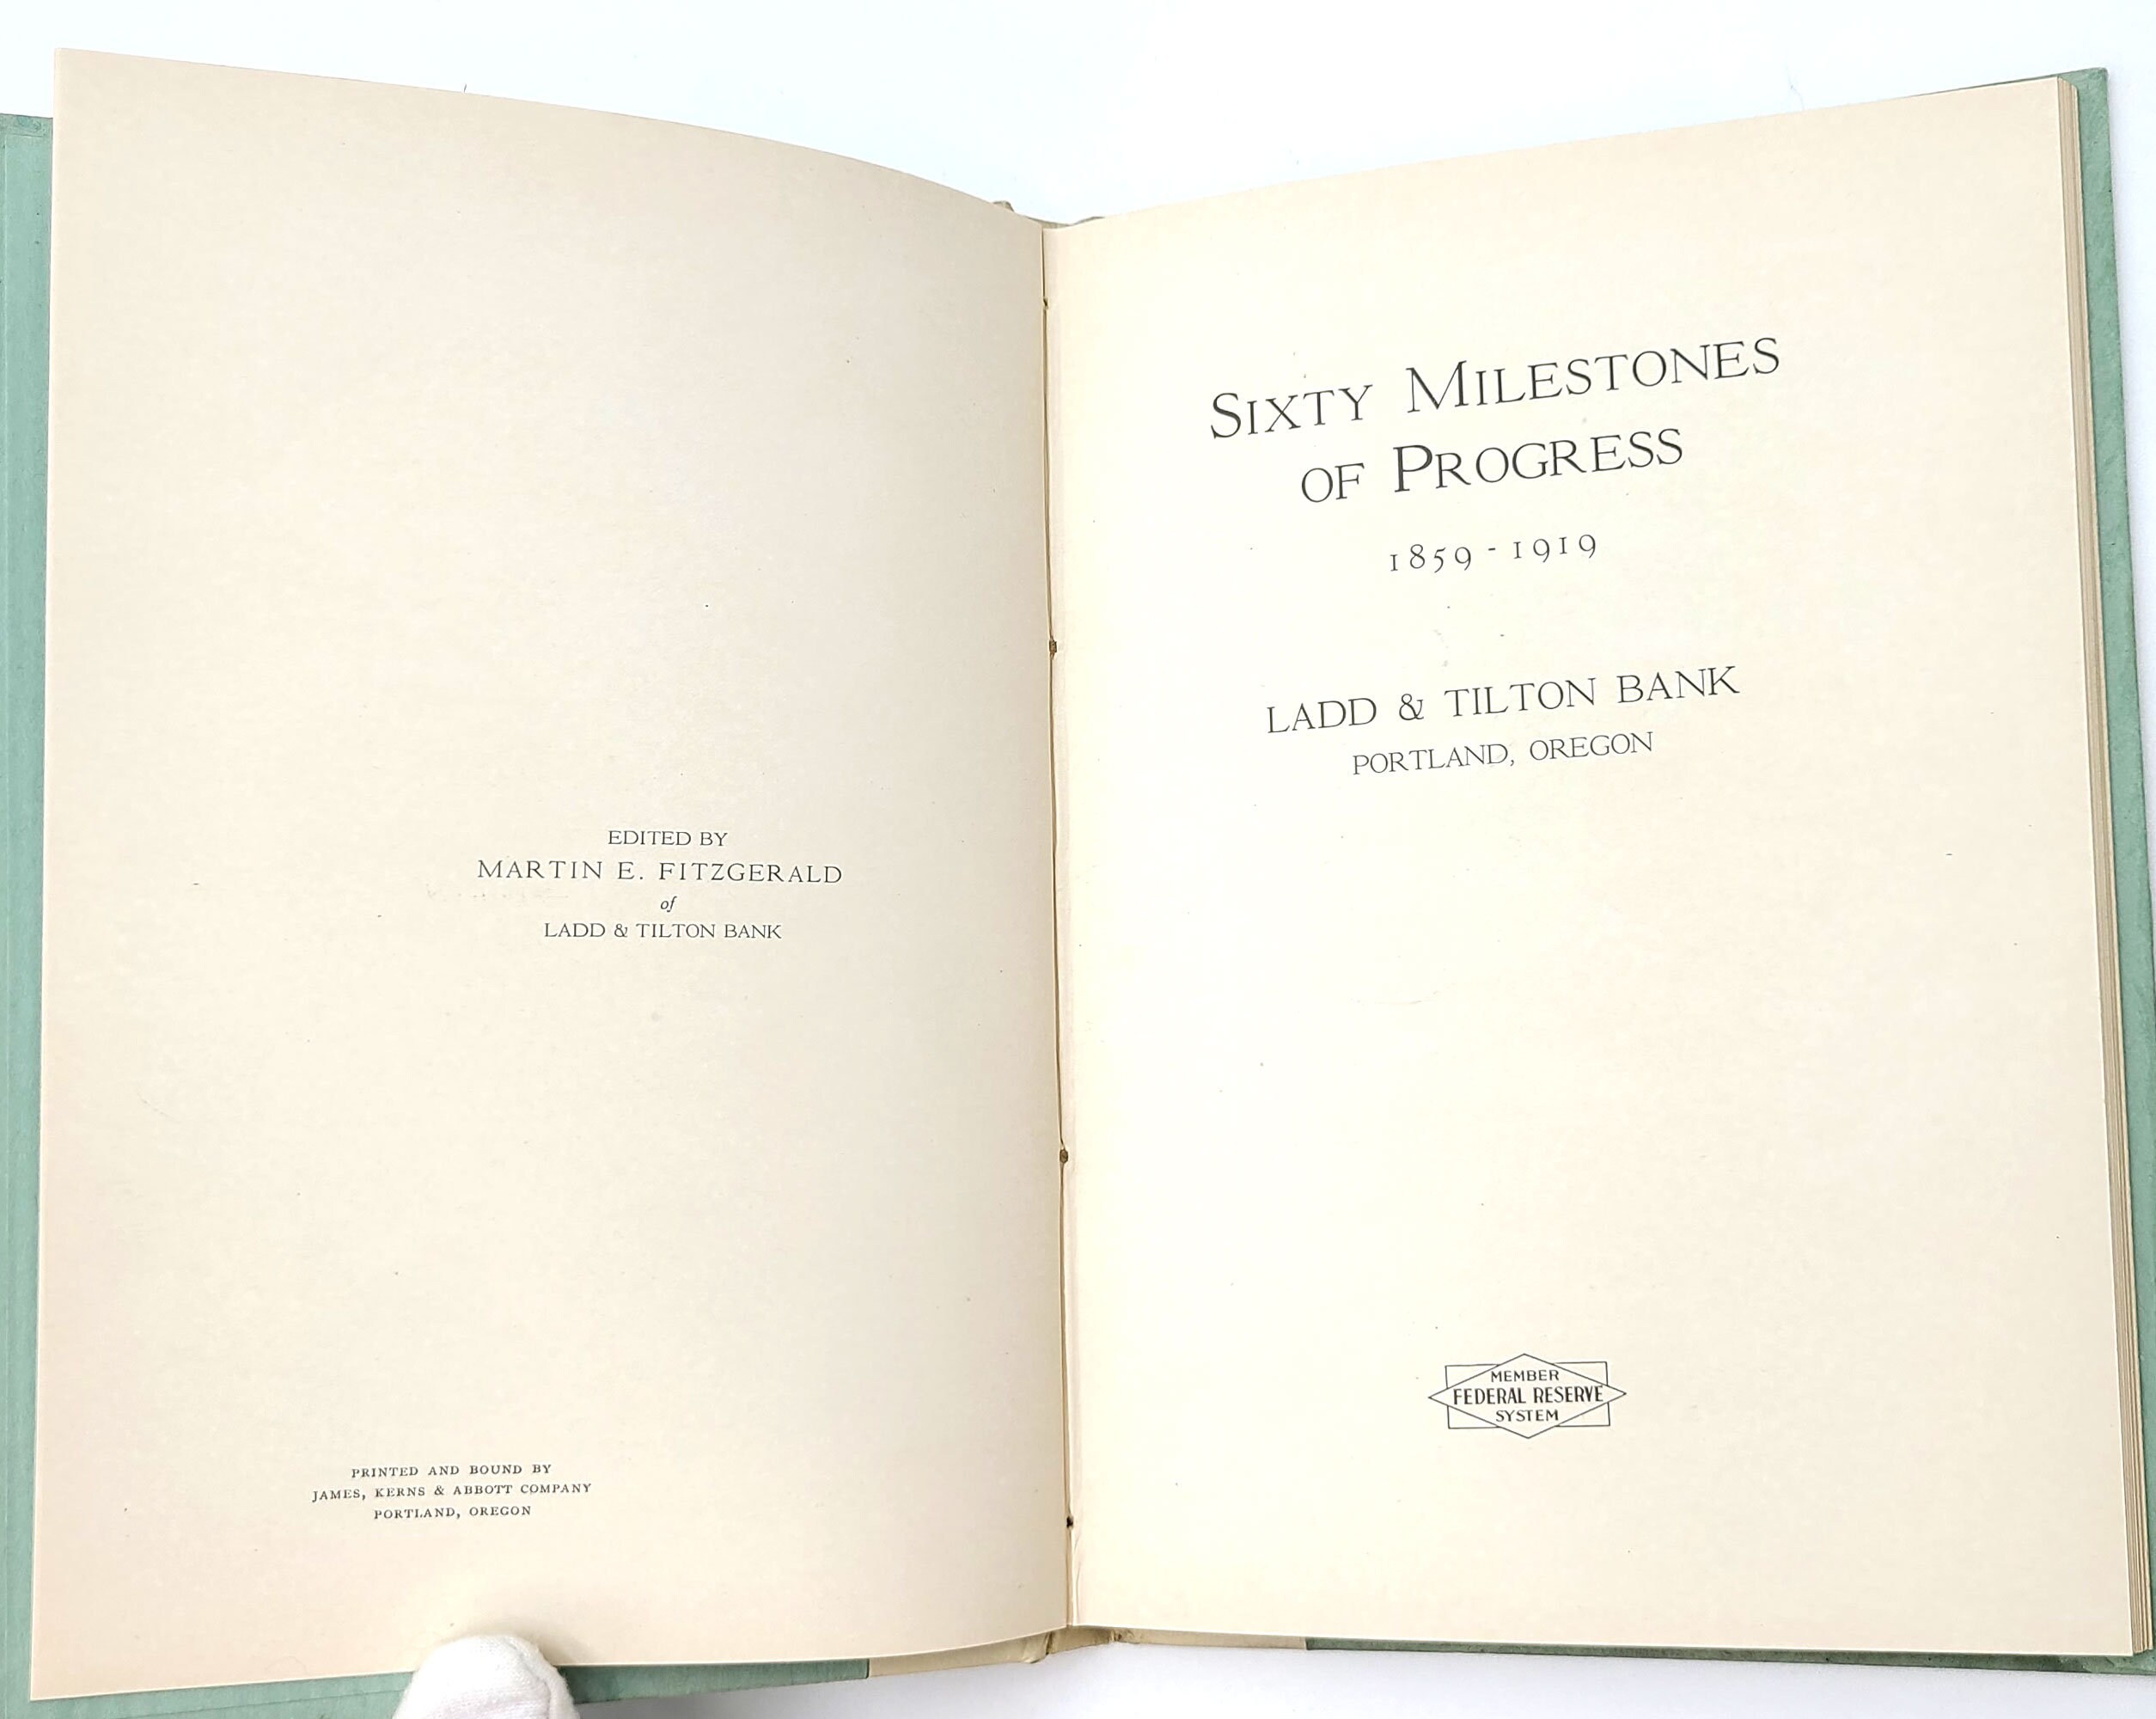 EDITED BY
MARTIN E. FITZGERALD
of
LADD & TILTON BANK
PRINTED AND BOUND BY
JAMES, KERNS & ABBOTT COMPANY
PORTLAND, OREGON
SIXTY MILESTONES
OF PROGRESS
1859-1919
LADD & TILTON BANK
PORTLAND, OREGON
MEMBER
FEDERAL RESERVE
SYSTEM